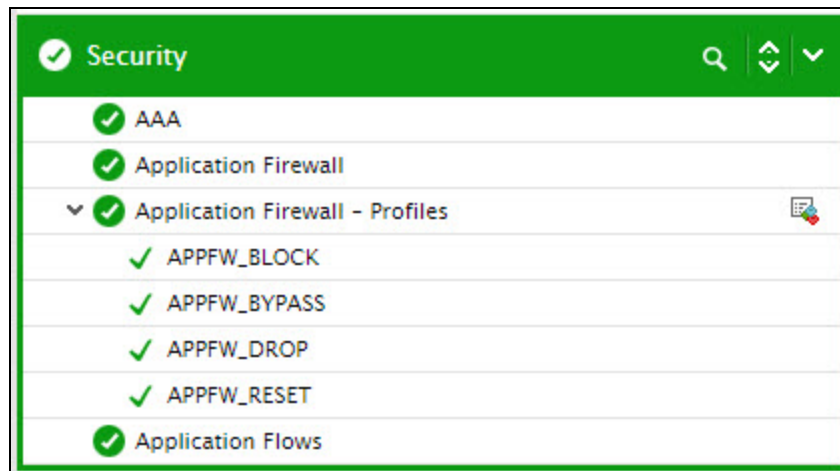 Security
AAA
Application Firewall
Application Firewall - Profiles
APPFW_BLOCK
APPFW_BYPASS
APPFW_DROP
APPFW_RESET
Application Flows